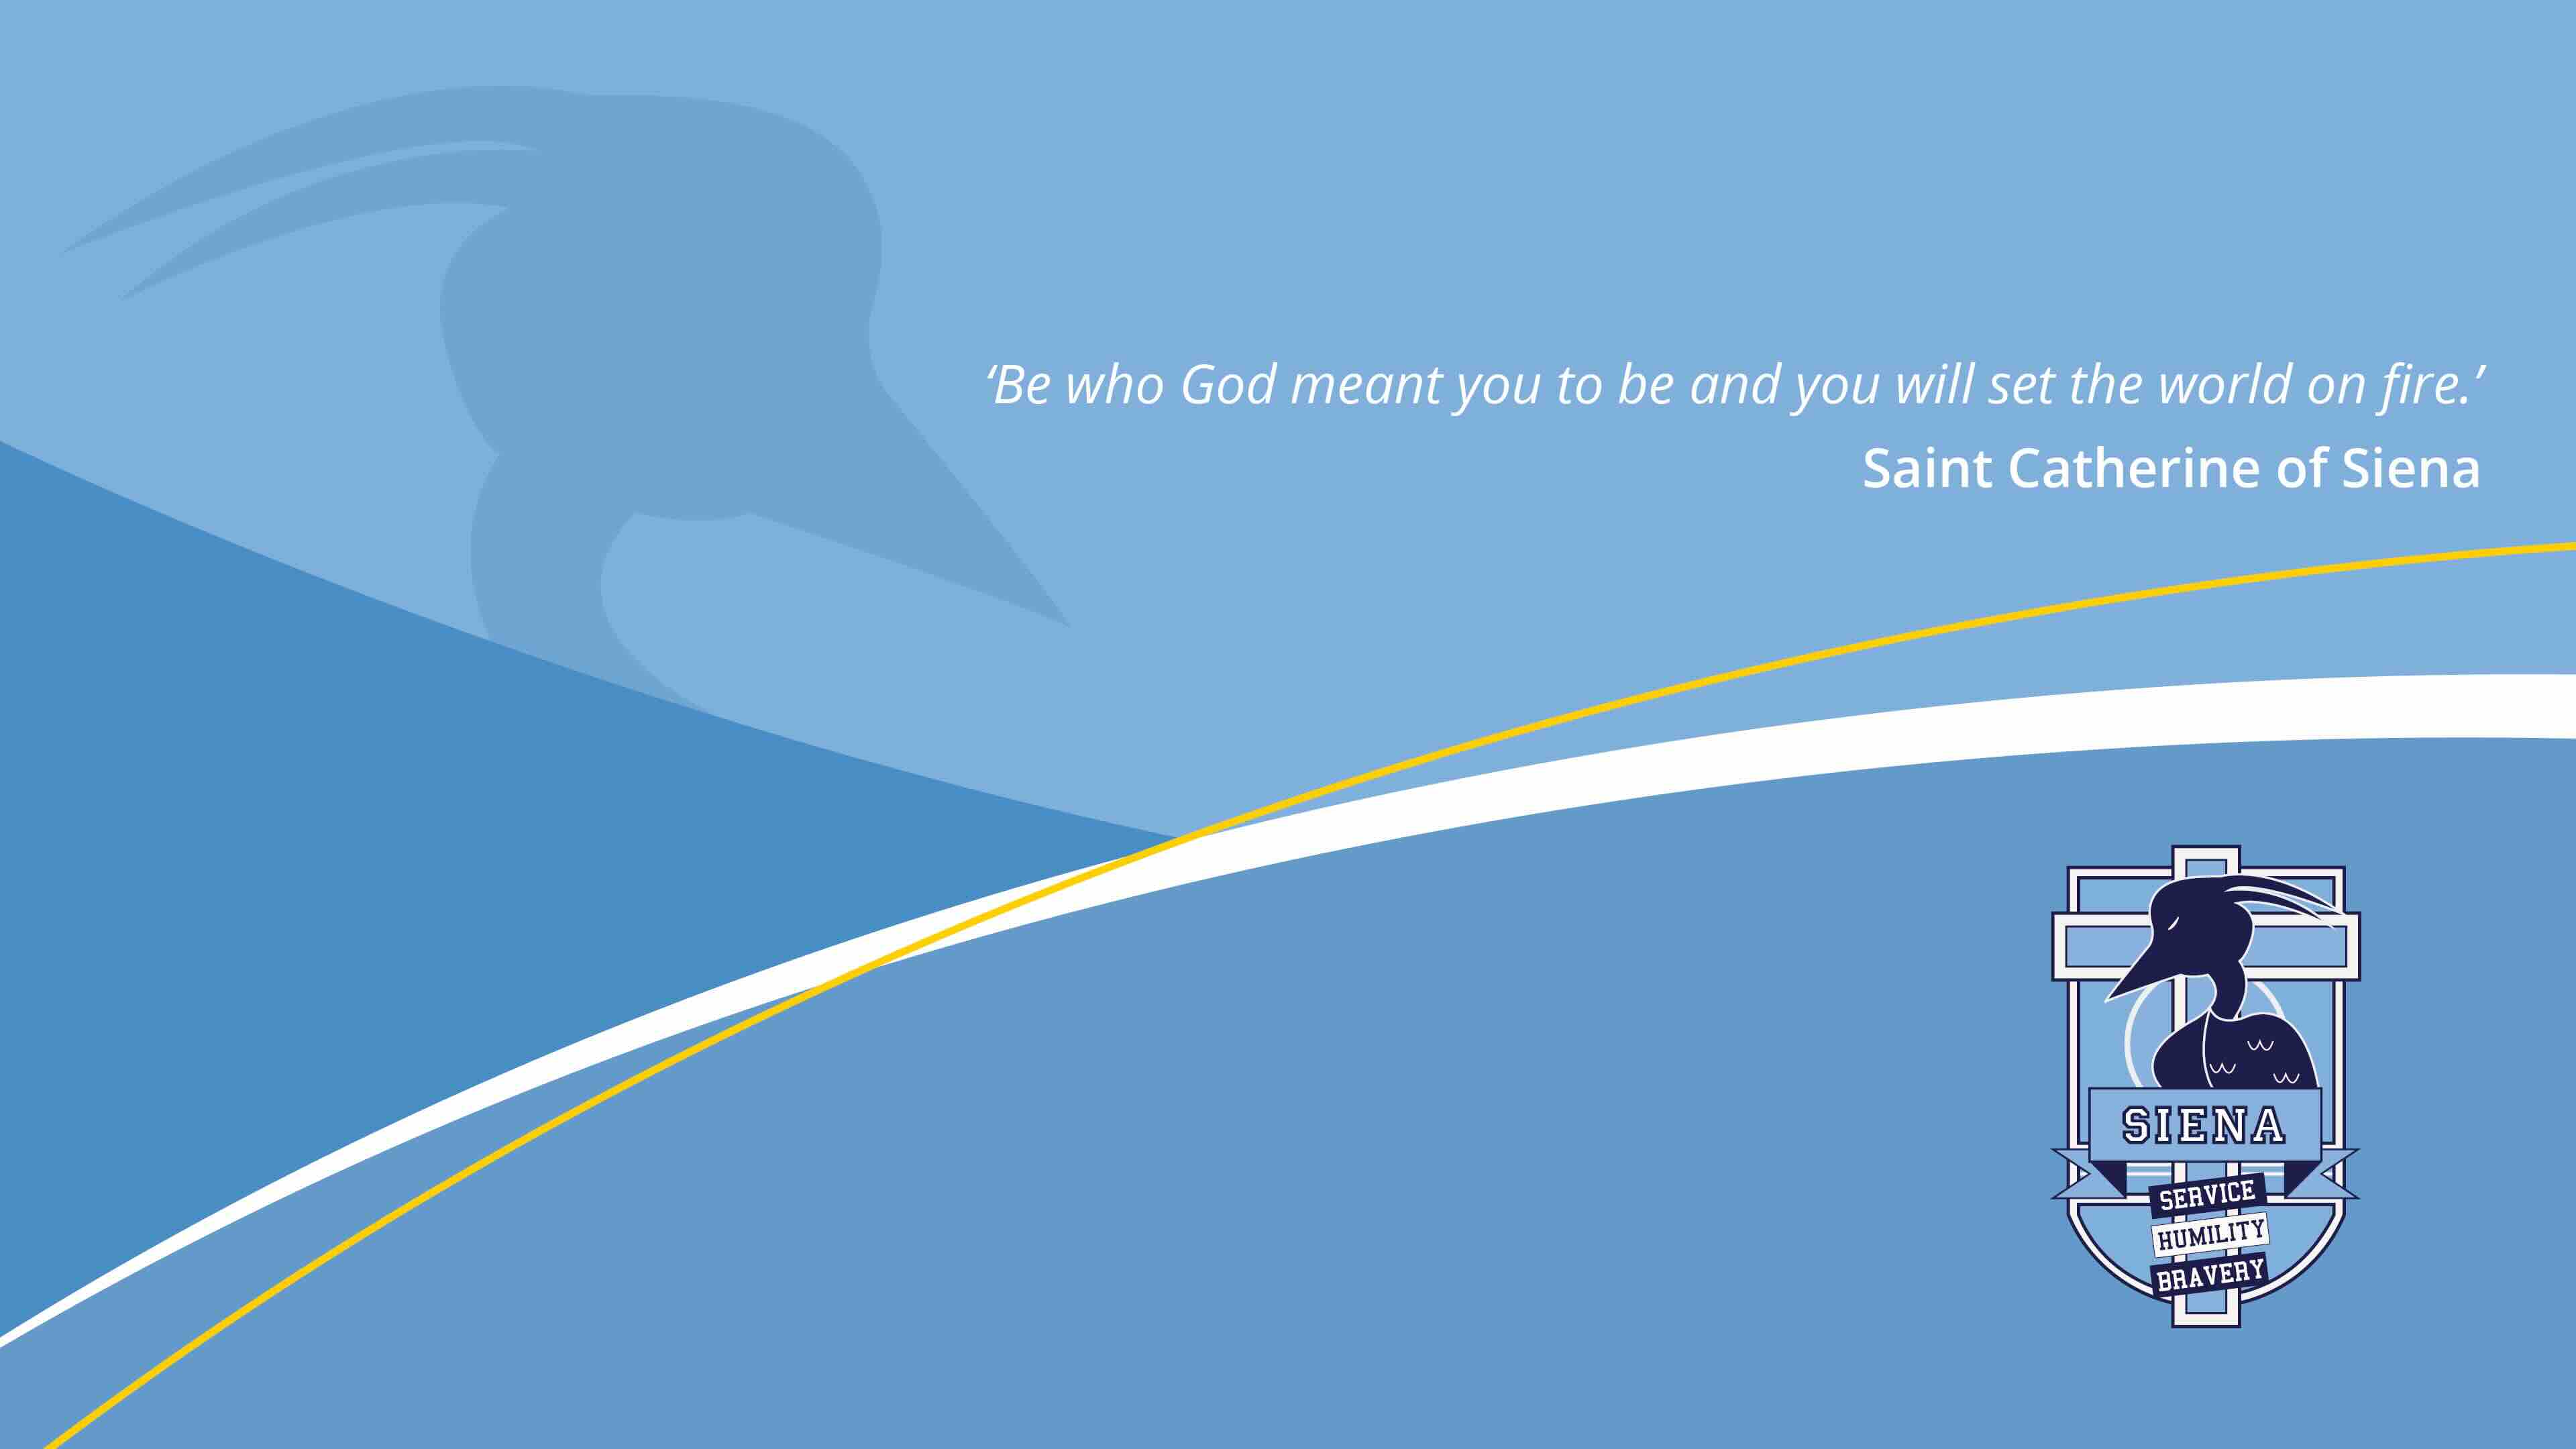 ‘Be who God meant you to be and you will set the world on fire.’
Saint Catherine of Siena
SIENA
SERVICE
HUMILITY
BRAVERY